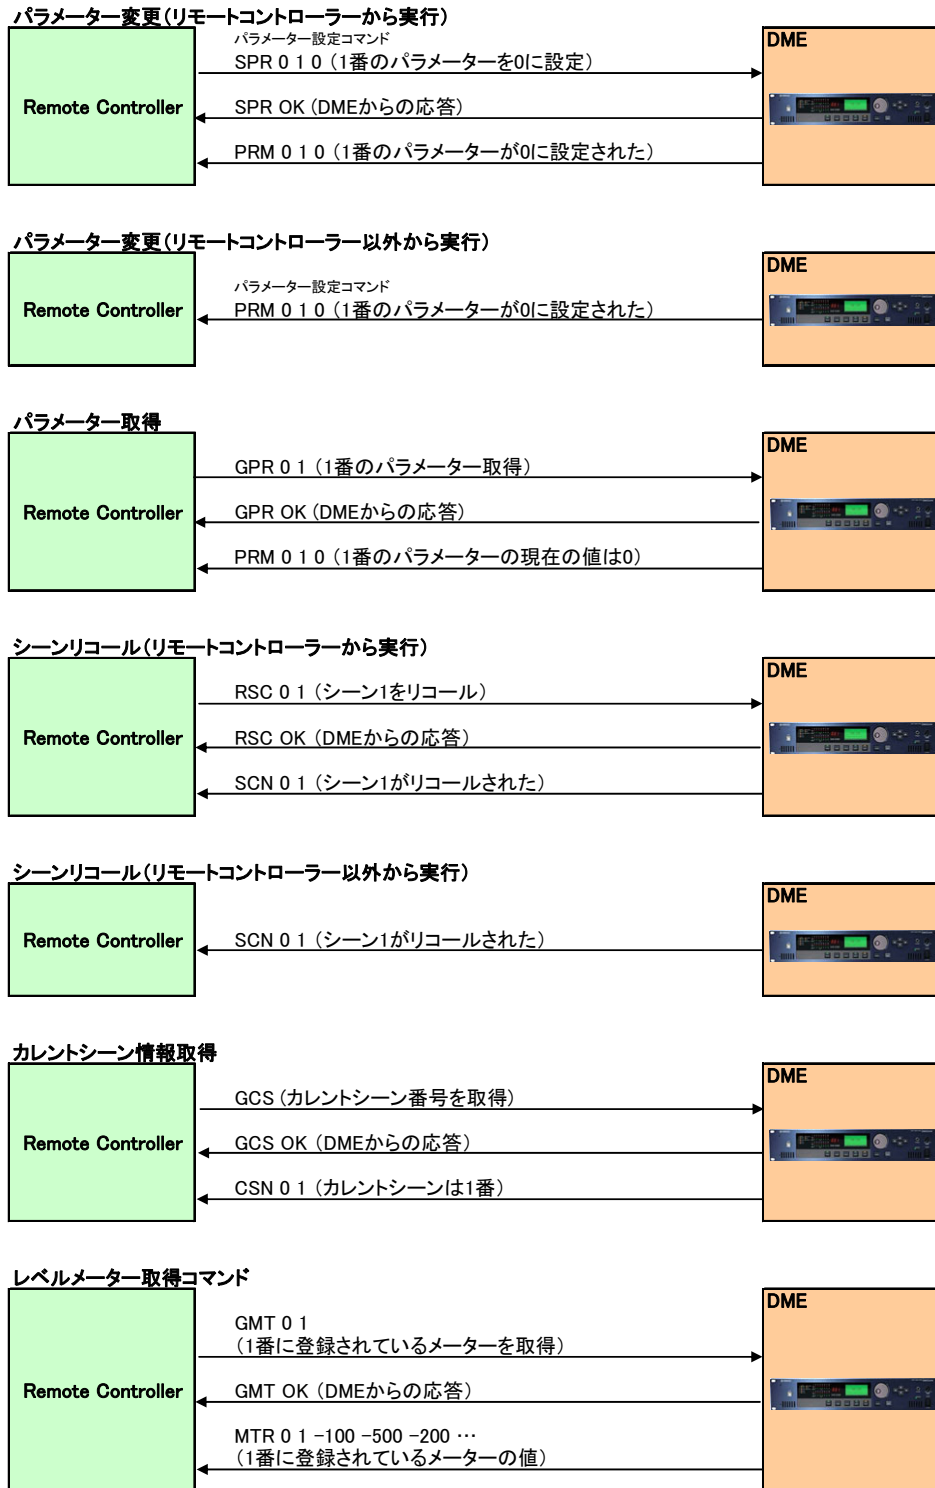 パラメーター変更(リモートコントローラーから実行)
パラメーター設定コマンド
SPR 0 1 0 (1番のパラメーターを0に設定)
DME
Remote Controller
SPR OK (DMEからの応答)
PRM 0 1 0 (1番のパラメーターが0に設定された)
パラメーター変更(リモートコントローラー以外から実行)
DME
パラメーター設定コマンド
Remote Controller
PRM 0 1 0 (1番のパラメーターが0に設定された)
パラメーター取得
DME
GPR 0 1 (1番のパラメーター取得)
Remote Controller
GPR OK (DMEからの応答)
PRM 0 1 0 (1番のパラメーターの現在の値は0)
シーンリコール(リモートコントローラーから実行)
DME
RSC 0 1 (シーン1をリコール)
Remote Controller
RSC OK (DMEからの応答)
SCN 0 1 (シーン1がリコールされた)
シーンリコール(リモートコントローラー以外から実行)
DME
Remote Controller
SCN 0 1 (シーン1がリコールされた)
カレントシーン情報取得
DME
GCS (カレントシーン番号を取得)
Remote Controller
GCS OK (DMEからの応答)
CSN 0 1 (カレントシーンは1番)
レベルメーター取得コマンド
DME
GMT 0 1
(1番に登録されているメーターを取得)
Remote Controller
GMT OK (DMEからの応答)
MTR 0 1 -100 -500 -200 …
(1番に登録されているメーターの値)